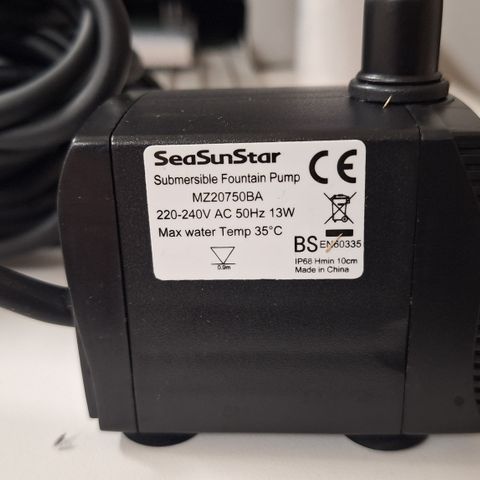 SeaSunStar
Submersible Fountain Pump
MZ20750BA
220-240V AC 50Hz 13W
Max water Temp 35°C
0.9m
CE
BS EN60335
IP68 Hmin 10cm
Made in China